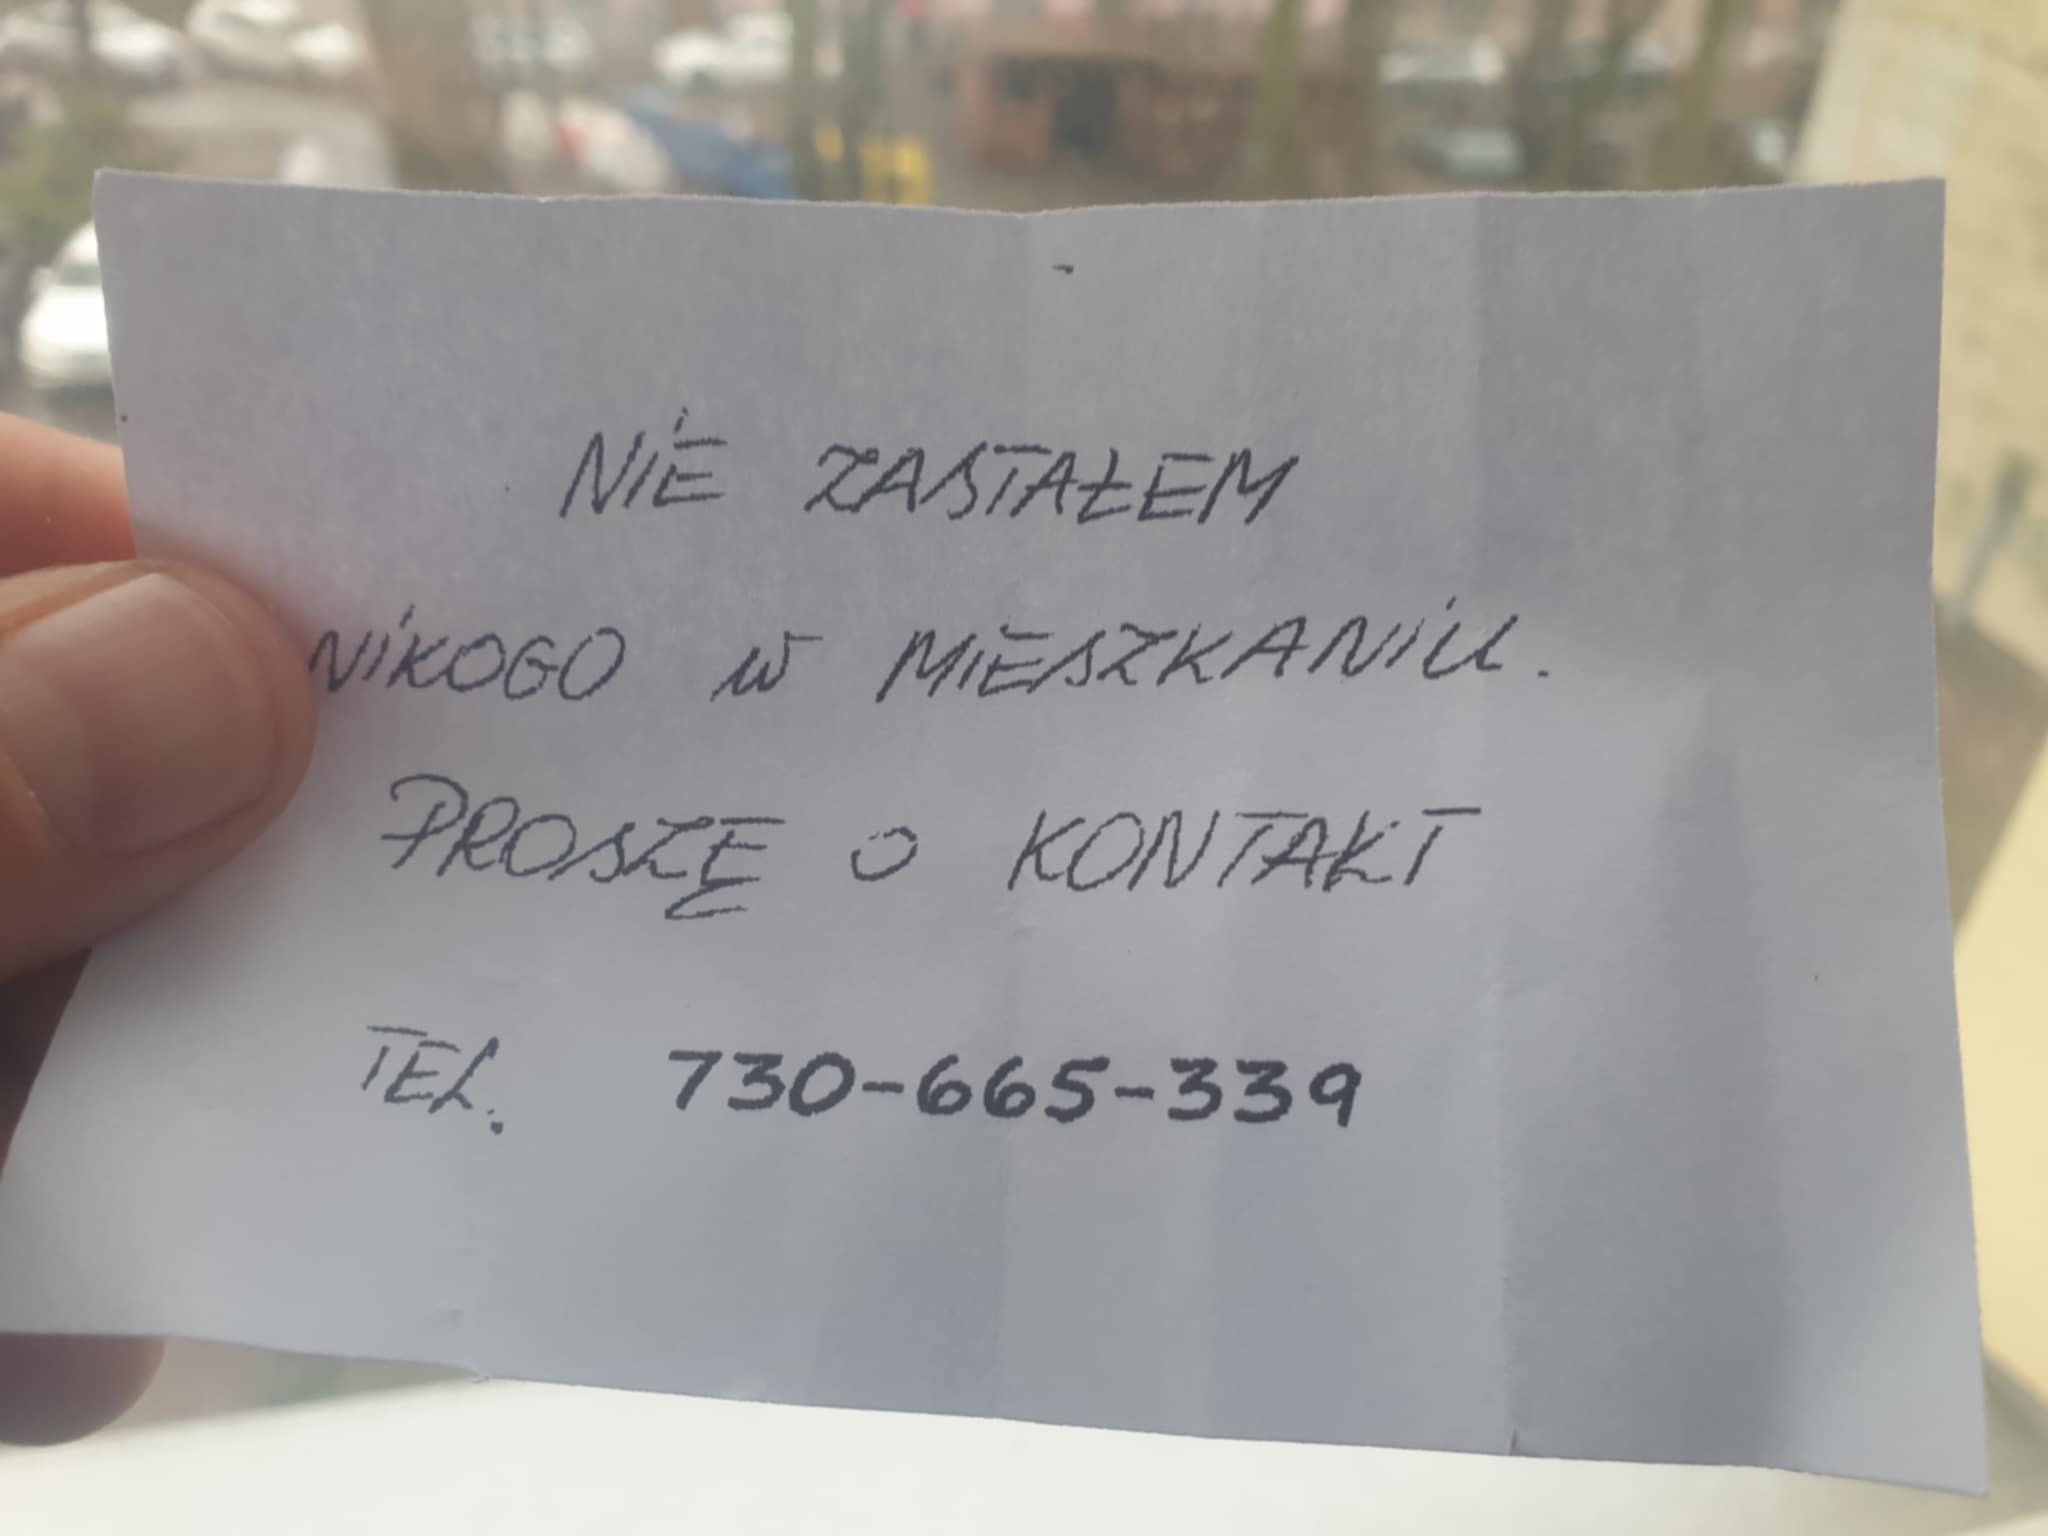 NIE ZASTAŁEM
NIKOGO W MIESZKANIU.
PROSZĘ O KONTAKT
TEL. 730-665-339